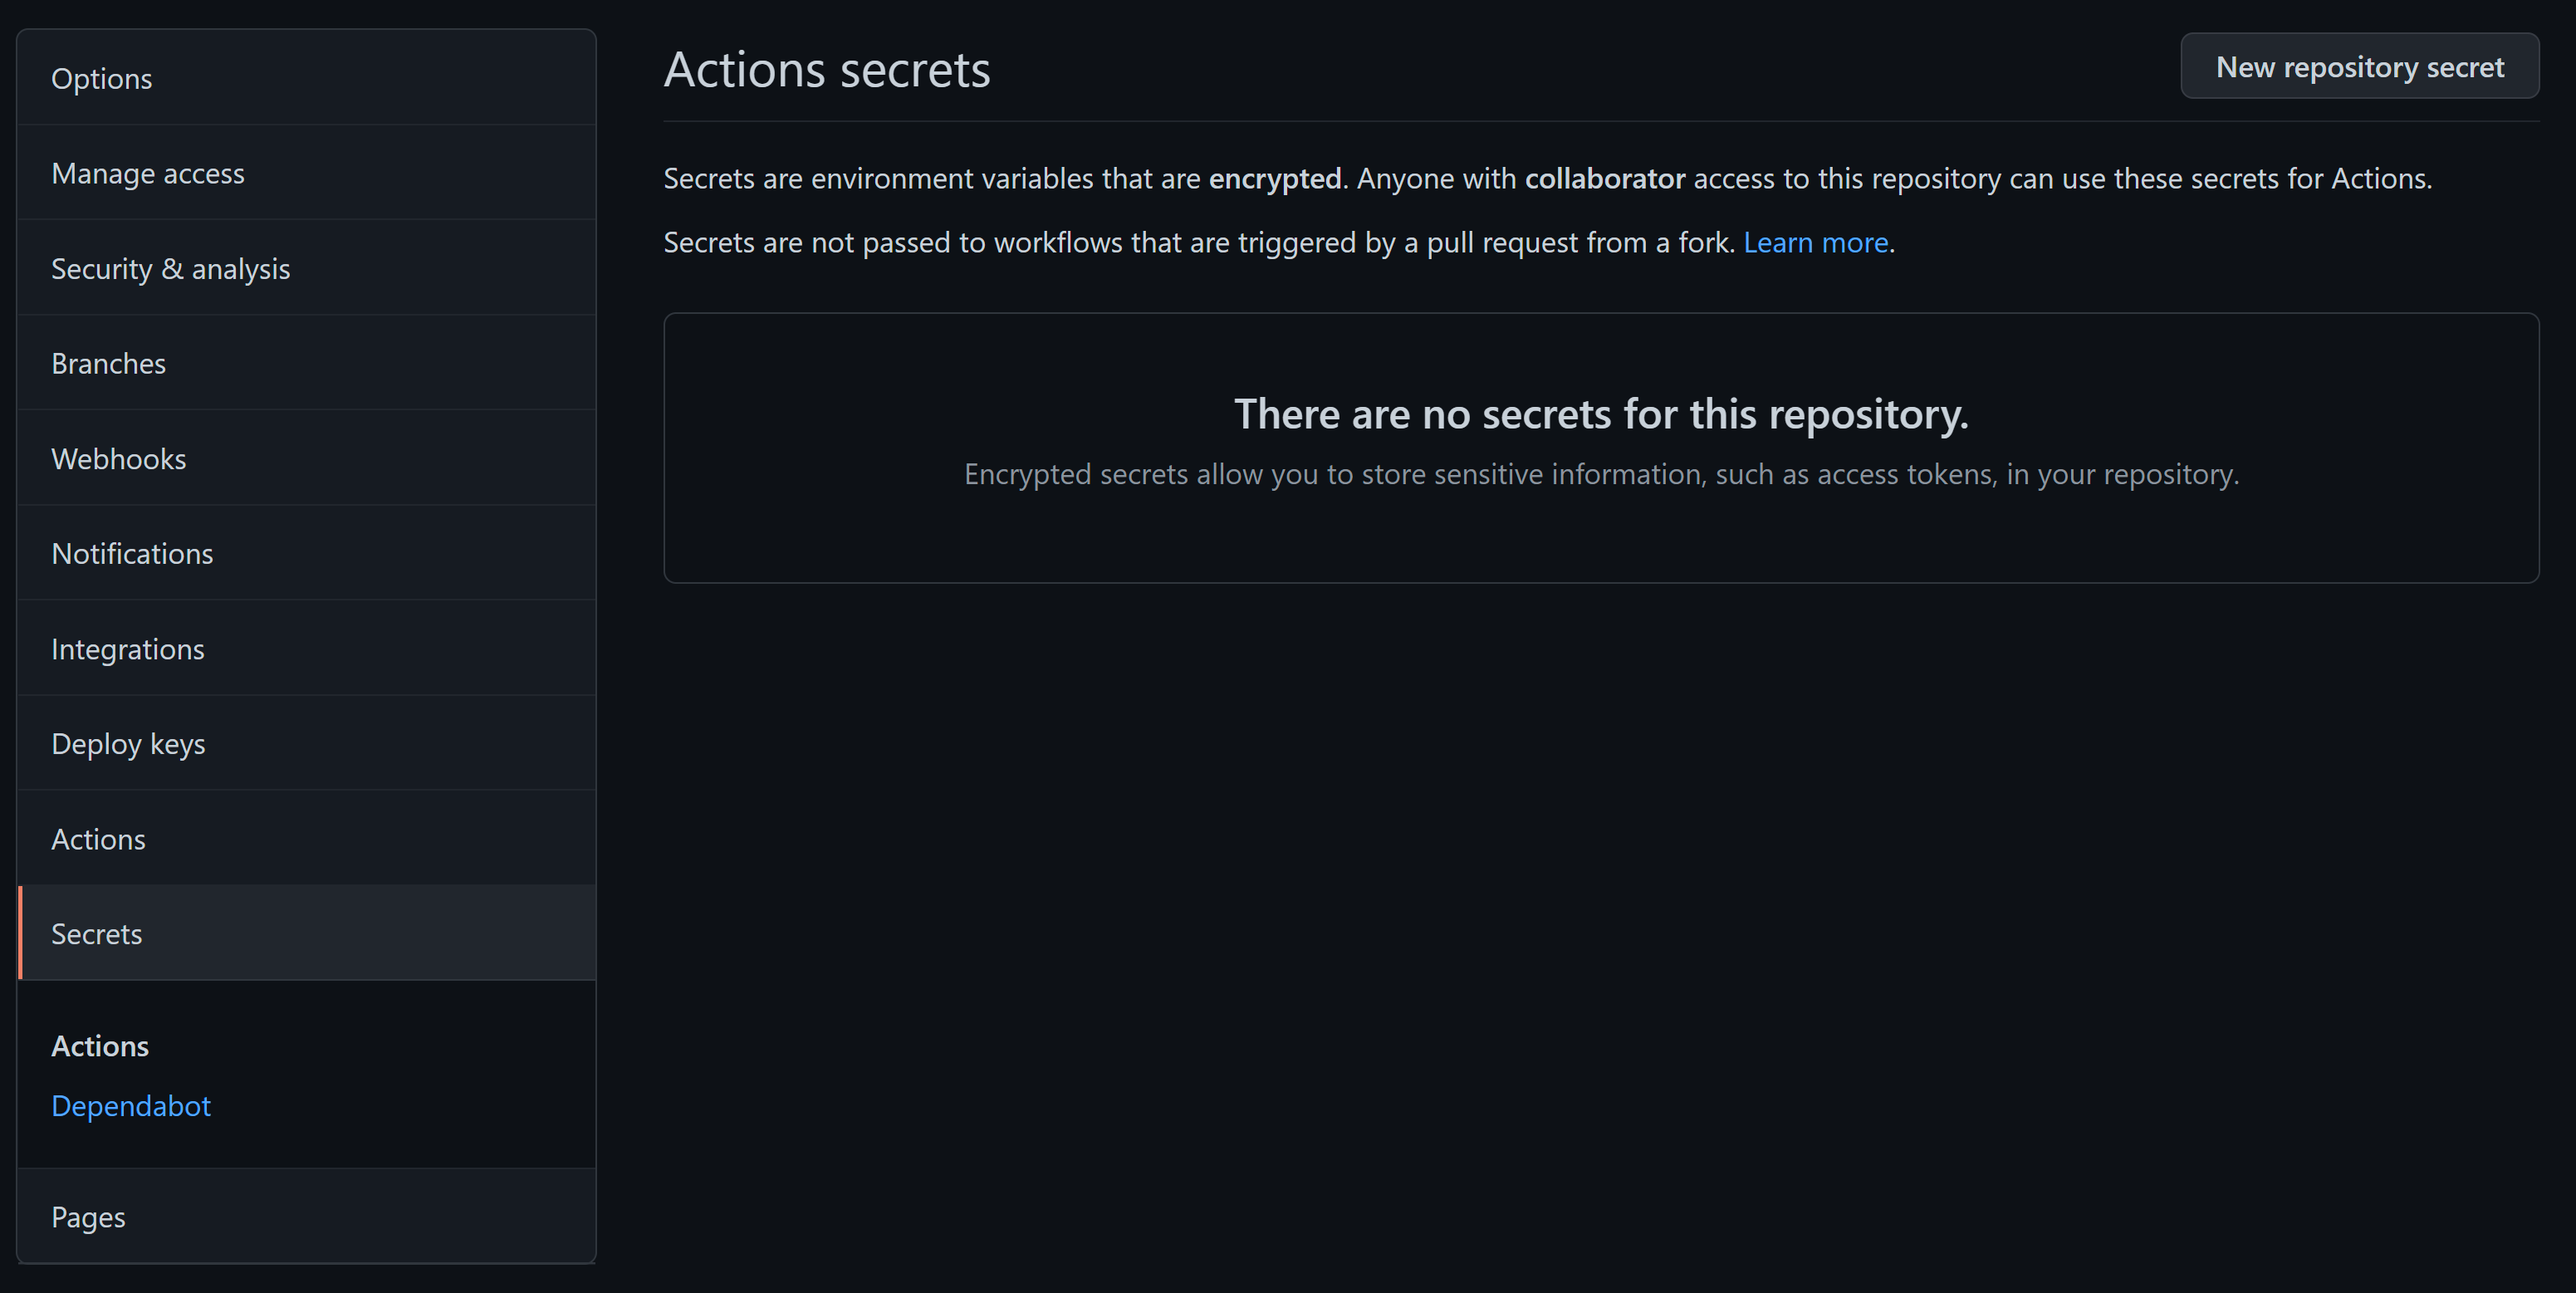 Options
Manage access
Security & analysis
Branches
Webhooks
Notifications
Integrations
Deploy keys
Actions
Secrets
Actions
Dependabot
Pages
Actions secrets
New repository secret
Secrets are environment variables that are encrypted. Anyone with collaborator access to this repository can use these secrets for Actions.
Secrets are not passed to workflows that are triggered by a pull request from a fork. Learn more.
There are no secrets for this repository.
Encrypted secrets allow you to store sensitive information, such as access tokens, in your repository.